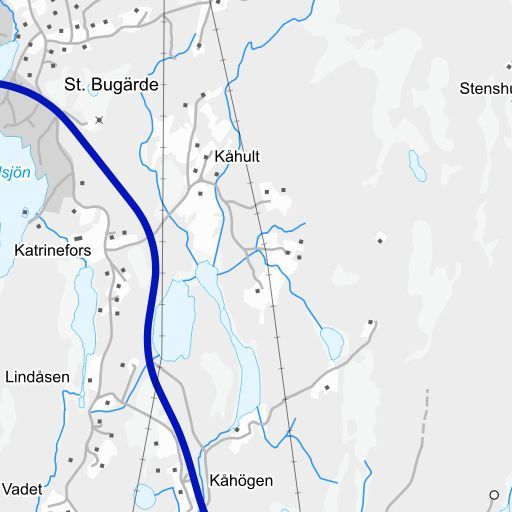 St. Bugärde
Stenshu
Kåhult
lsjön
Katrinefors
Lindåsen
Kåhögen
Vadet